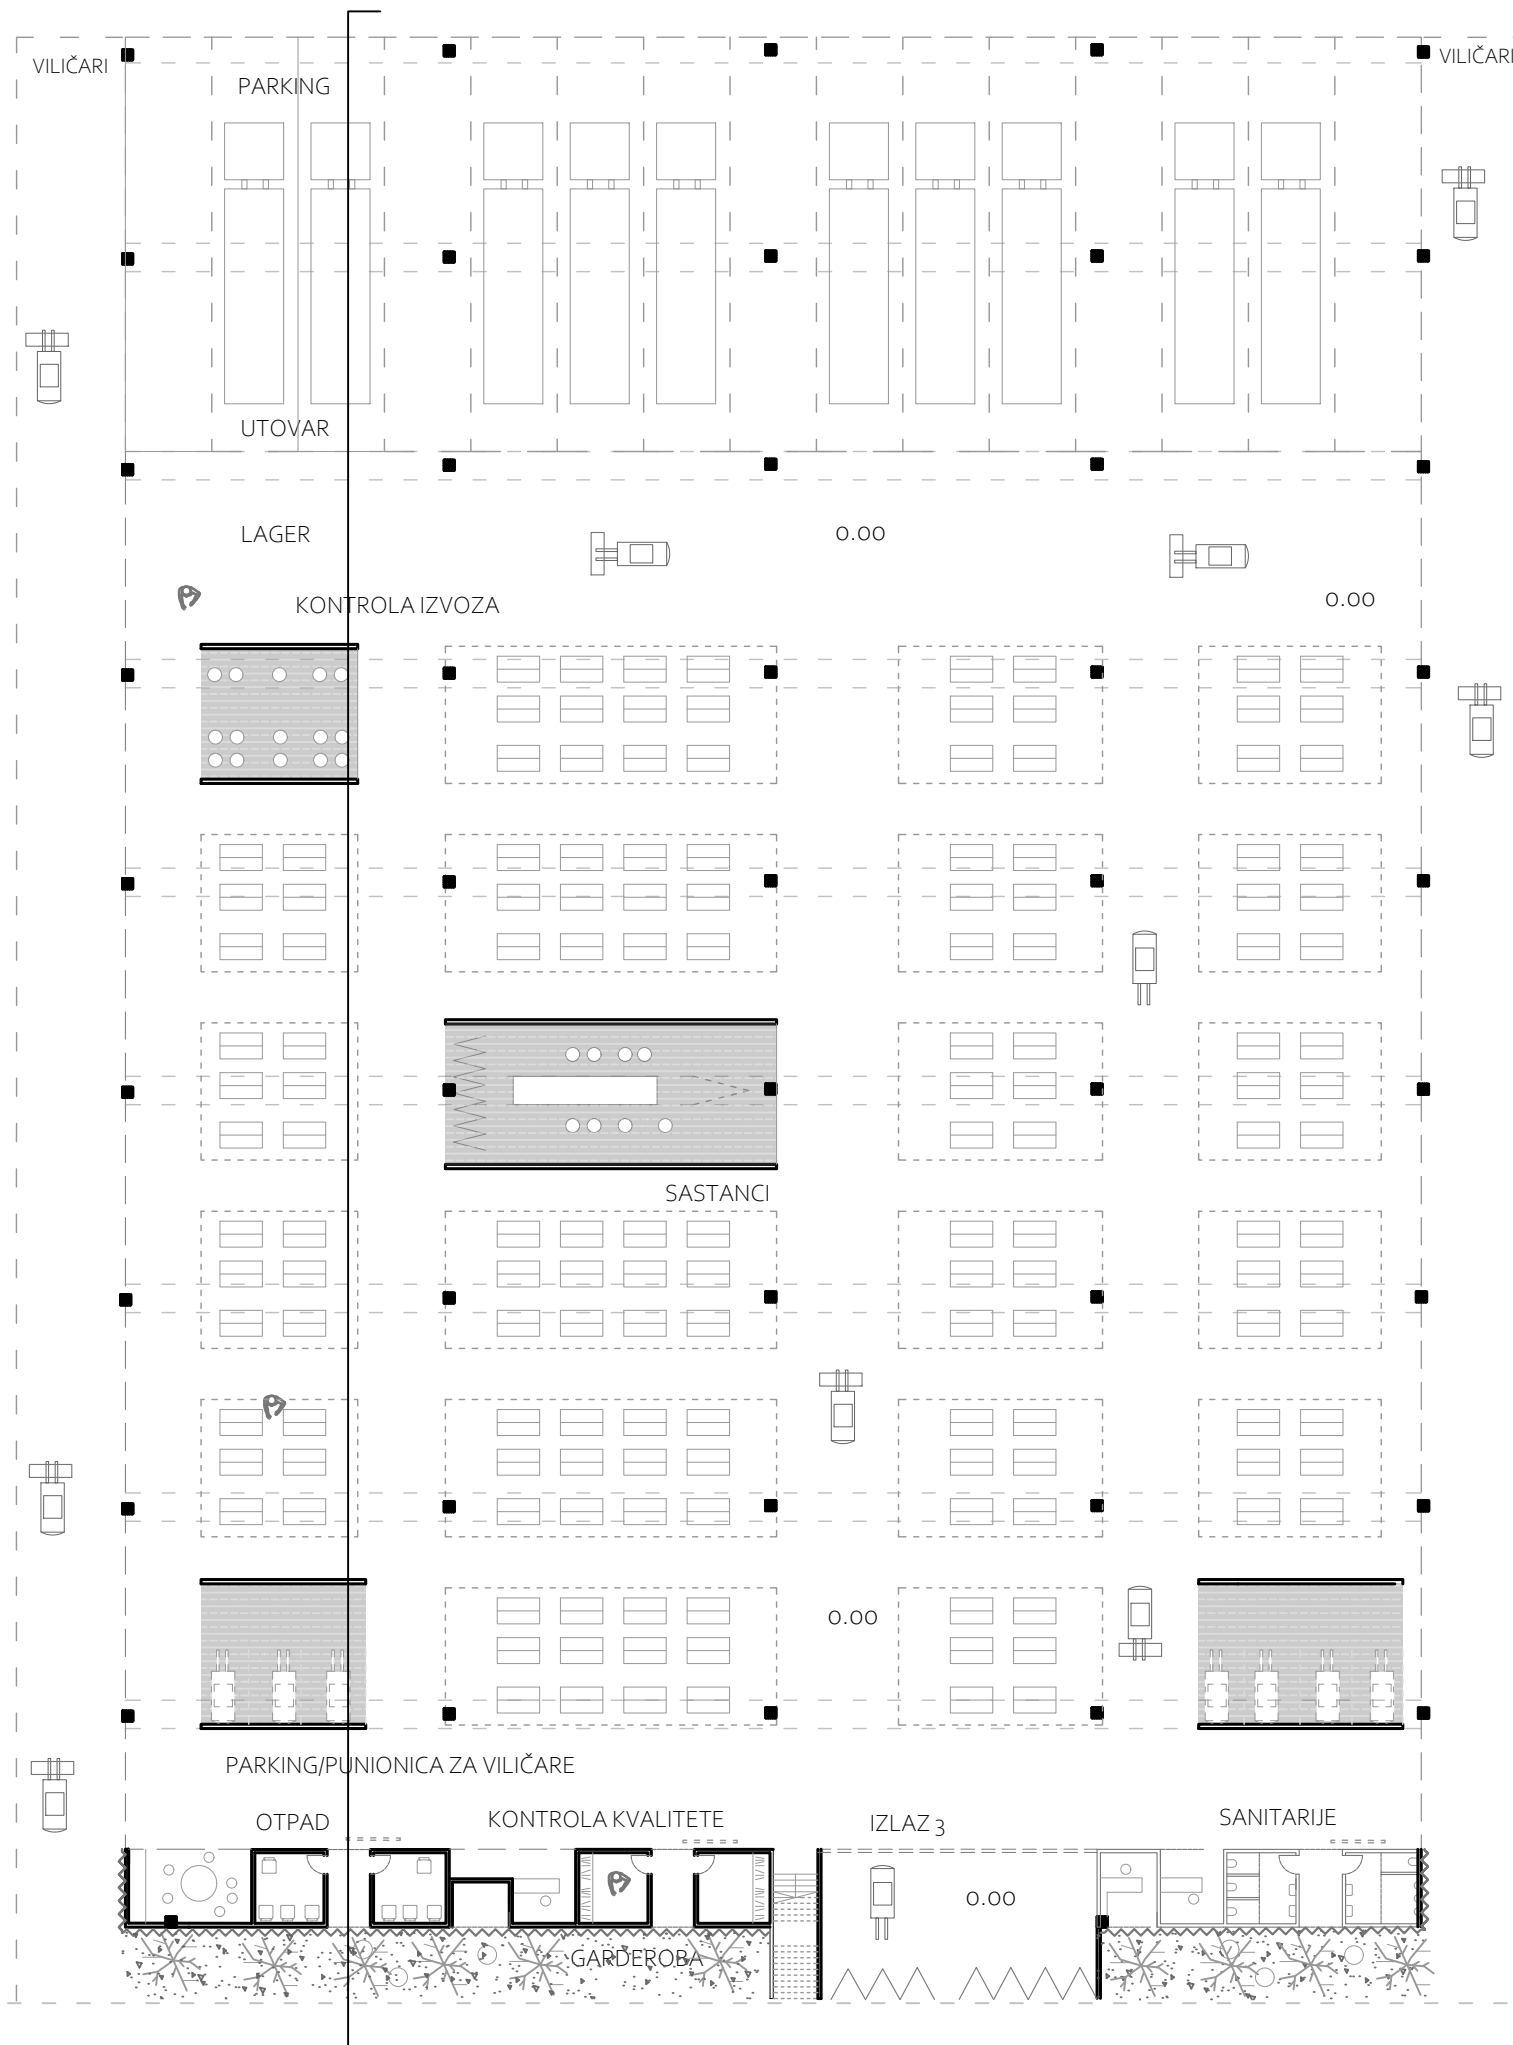 VILIČARI
VILIČARI
PARKING
UTOVAR
LAGER
0.00
KONTROLA IZVOZA
0.00
SASTANCI
0.00
PARKING/PUNIONICA ZA VILIČARE
OTPAD
KONTROLA KVALITETE
IZLAZ 3
SANITARIJE
0.00
GARDEROBA